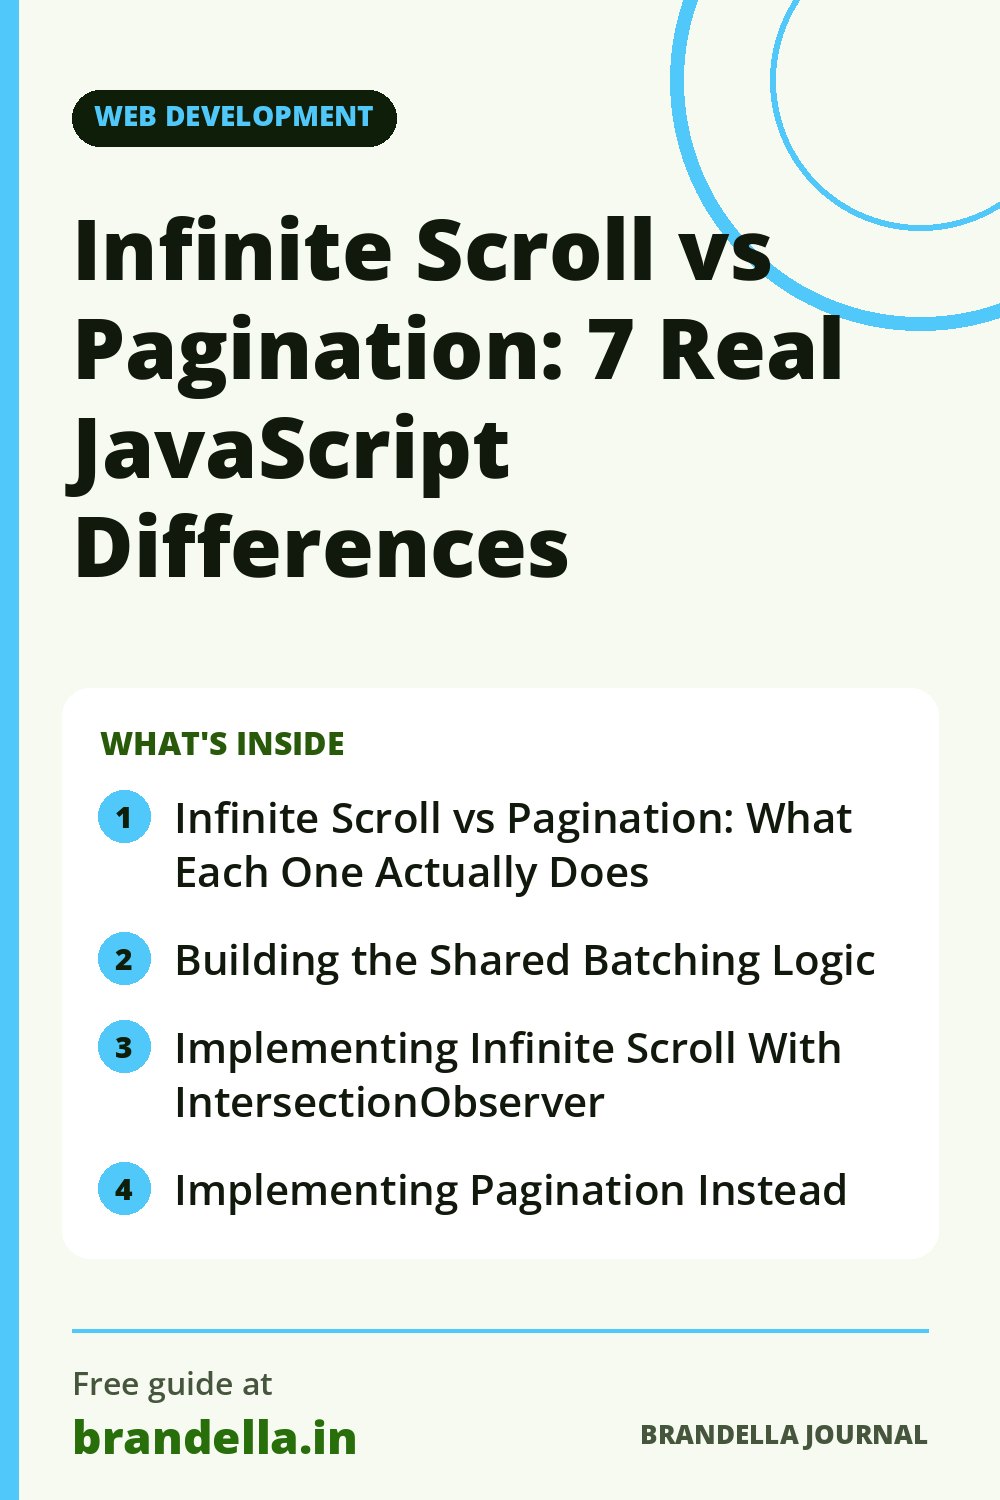 WEB DEVELOPMENT
Infinite Scroll vs
Pagination: 7 Real
JavaScript
Differences
WHAT'S INSIDE
1 Infinite Scroll vs Pagination: What
Each One Actually Does
2 Building the Shared Batching Logic
3 Implementing Infinite Scroll With
IntersectionObserver
4 Implementing Pagination Instead
Free guide at
brandella.in
BRANDELLA JOURNAL